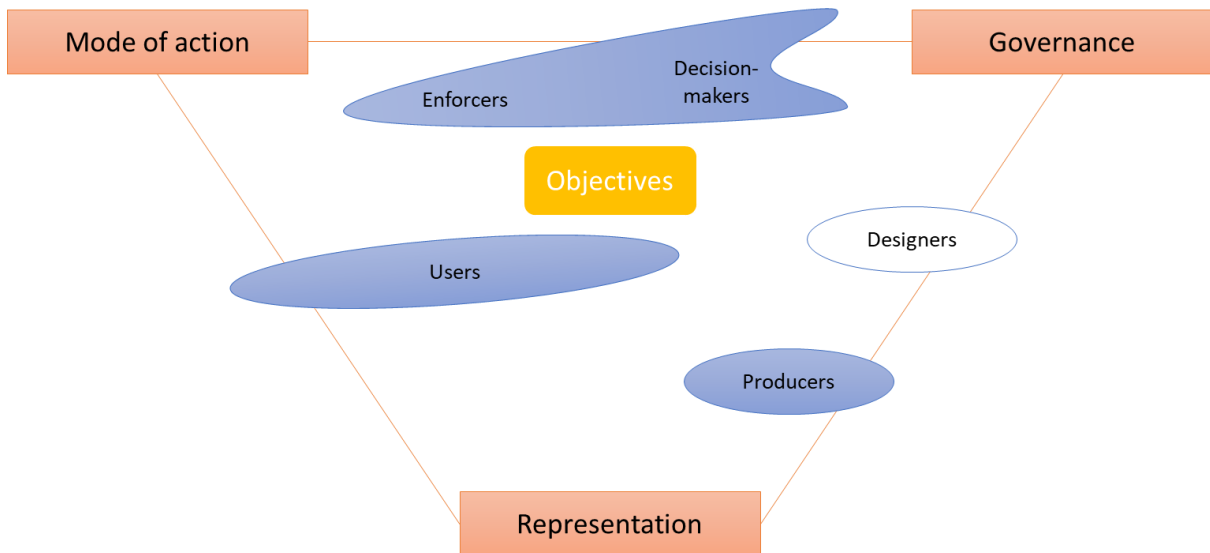 Mode of action
Governance
Decision-
makers
Enforcers
Objectives
Designers
Users
Producers
Representation